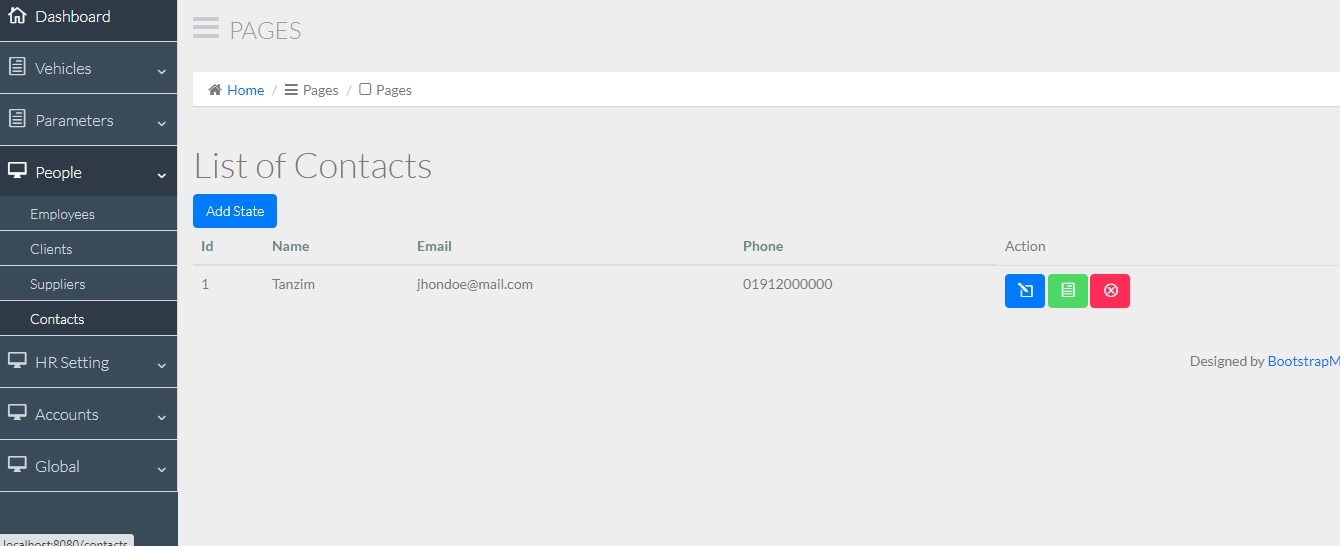 Dashboard
Vehicles
Parameters
People
Employees
Clients
Suppliers
Contacts
HR Setting
Accounts
Global
PAGES
Home / Pages / Pages
List of Contacts
Add State
Id Name Email Phone Action
1 Tanzim jhondoe@mail.com 01912000000
Designed by BootstrapM
localhost:8080/contacts